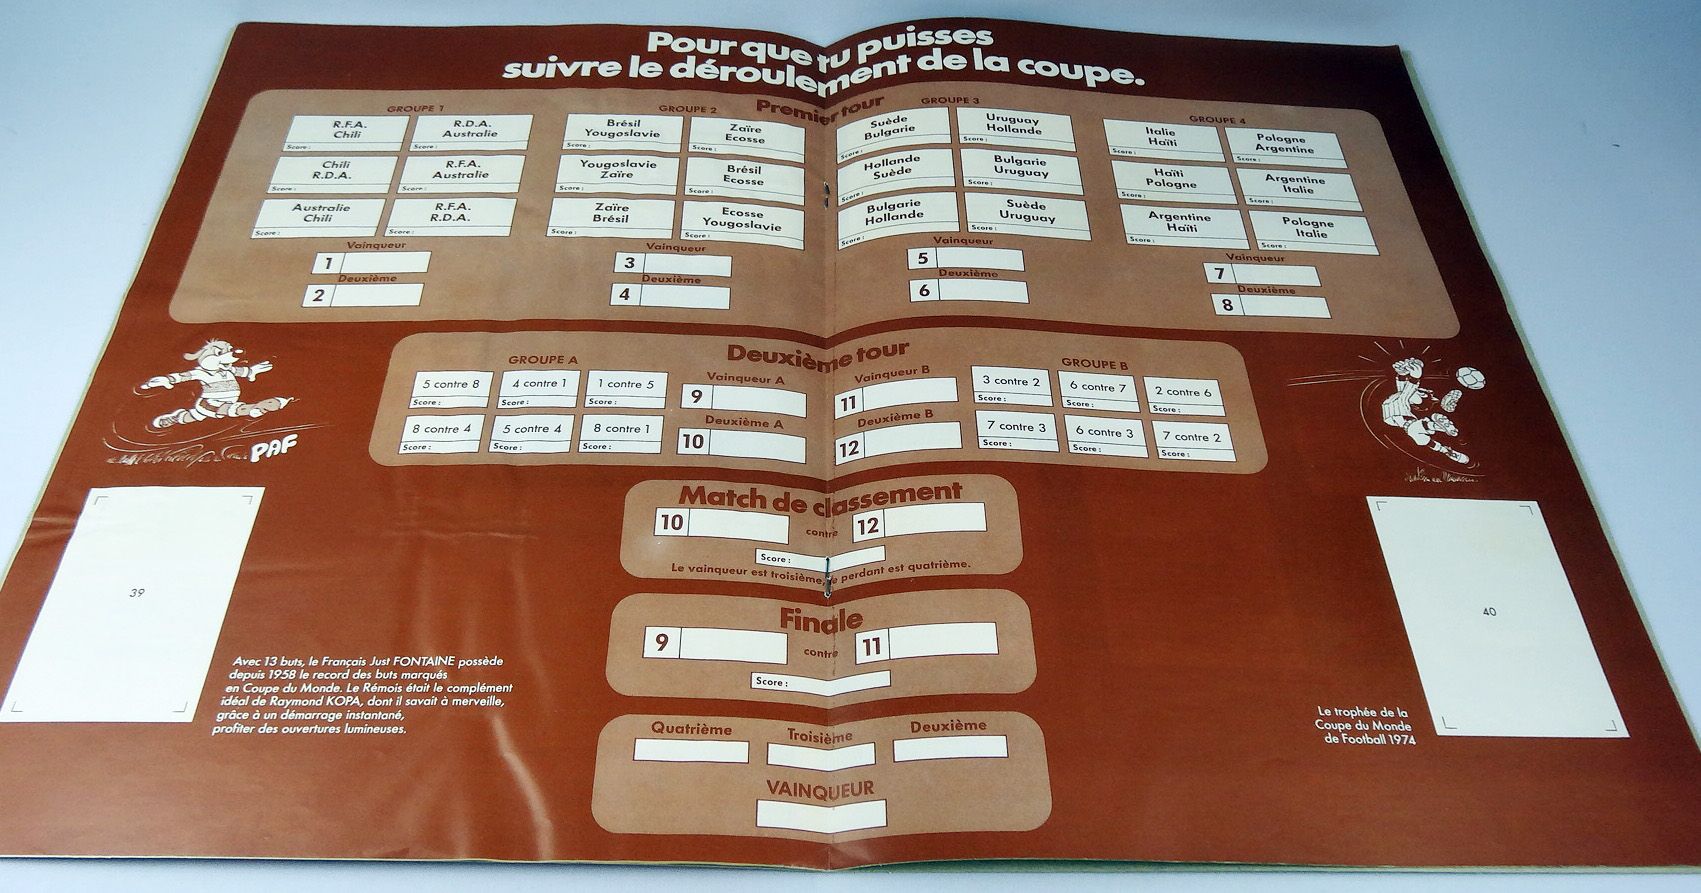 Pour que tu puisses
suivre le déroulement de la coupe.
Premier tour
GROUPE 1
R.F.A.
Chili
Score :
R.D.A.
Australie
Score :
Chili
R.D.A.
Score :
R.F.A.
Australie
Score :
Australie
Chili
Score :
R.F.A.
R.D.A.
Score :
Vainqueur
1
Deuxième
2
GROUPE 2
Brésil
Yougoslavie
Score :
Zaïre
Ecosse
Score :
Yougoslavie
Zaïre
Score :
Brésil
Ecosse
Score :
Zaïre
Brésil
Score :
Ecosse
Yougoslavie
Score :
Vainqueur
3
Deuxième
4
GROUPE 3
Suède
Bulgarie
Score :
Uruguay
Hollande
Score :
Hollande
Suède
Score :
Bulgarie
Uruguay
Score :
Bulgarie
Hollande
Score :
Suède
Uruguay
Score :
Vainqueur
5
Deuxième
6
GROUPE 4
Italie
Haïti
Score :
Pologne
Argentine
Score :
Haïti
Pologne
Score :
Argentine
Italie
Score :
Argentine
Haïti
Score :
Pologne
Italie
Score :
Vainqueur
7
Deuxième
8
Deuxième tour
GROUPE A
5 contre 8
Score :
4 contre 1
Score :
1 contre 5
Score :
8 contre 4
Score :
5 contre 4
Score :
8 contre 1
Score :
Vainqueur A
9
Deuxième A
10
Vainqueur B
11
Deuxième B
12
GROUPE B
3 contre 2
Score :
6 contre 7
Score :
2 contre 6
Score :
7 contre 3
Score :
6 contre 3
Score :
7 contre 2
Score :
PAF
Match de classement
10
contre
12
Score :
Le vainqueur est troisième, le perdant est quatrième.
Finale
9
contre
11
Score :
Quatrième
Troisième
Deuxième
VAINQUEUR
39
Avec 13 buts, le Français Just FONTAINE possède
depuis 1958 le record des buts marqués
en Coupe du Monde. Le Rémois était le complément
idéal de Raymond KOPA, dont il savait à merveille,
grâce à un démarrage instantané,
profiter des ouvertures lumineuses.
40
Le trophée de la
Coupe du Monde
de Football 1974